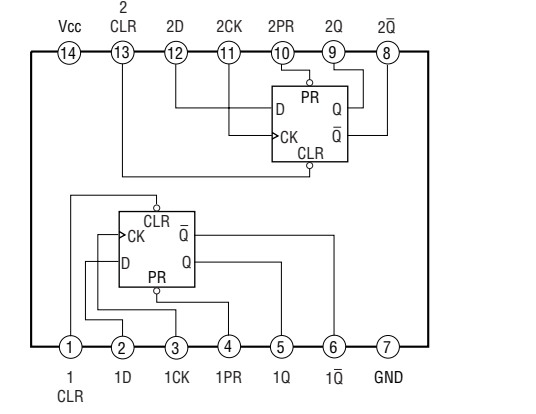 2
Vcc CLR 2D 2CK 2PR 2Q 2Q̅
14 13 12 11 10 9 8
PR
D Q
CK Q̅
CLR
CLR
CK Q̅
D Q
PR
1 2 3 4 5 6 7
1 1D 1CK 1PR 1Q 1Q̅ GND
CLR